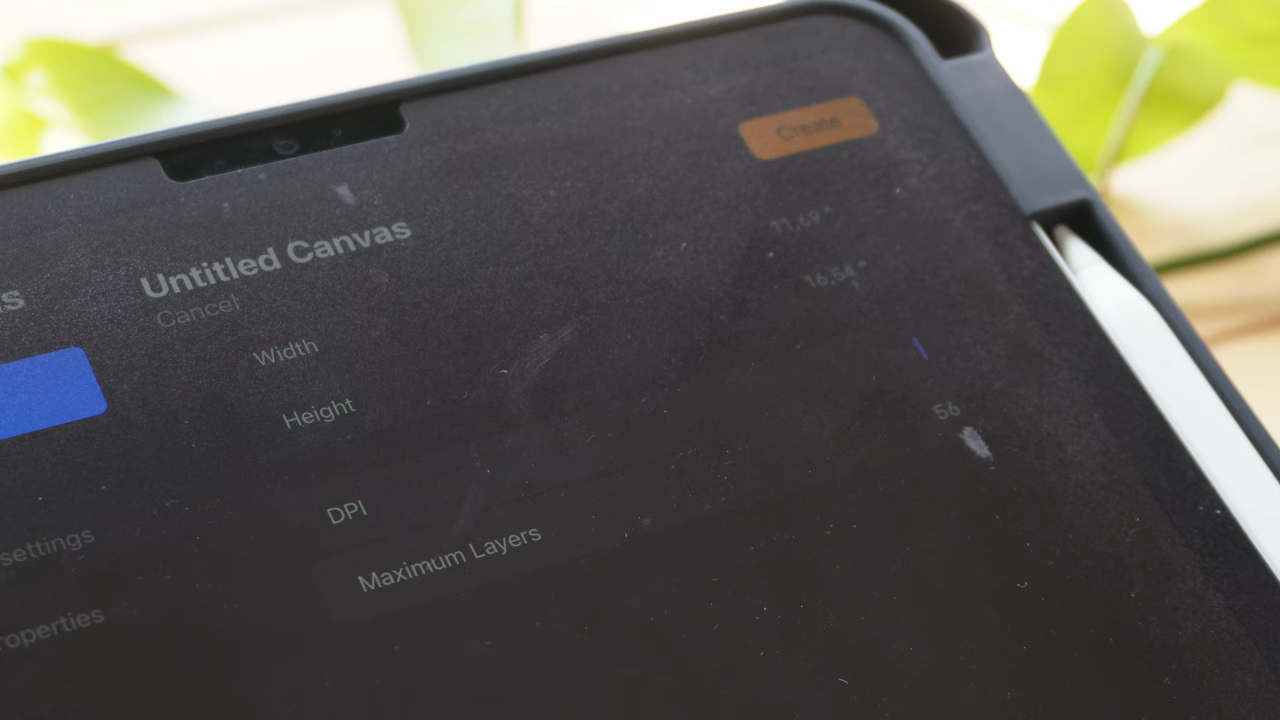 Create
Untitled Canvas
s
Cancel
11.69"
Width
16.54"
Height
DPI
56
Maximum Layers
settings
roperties